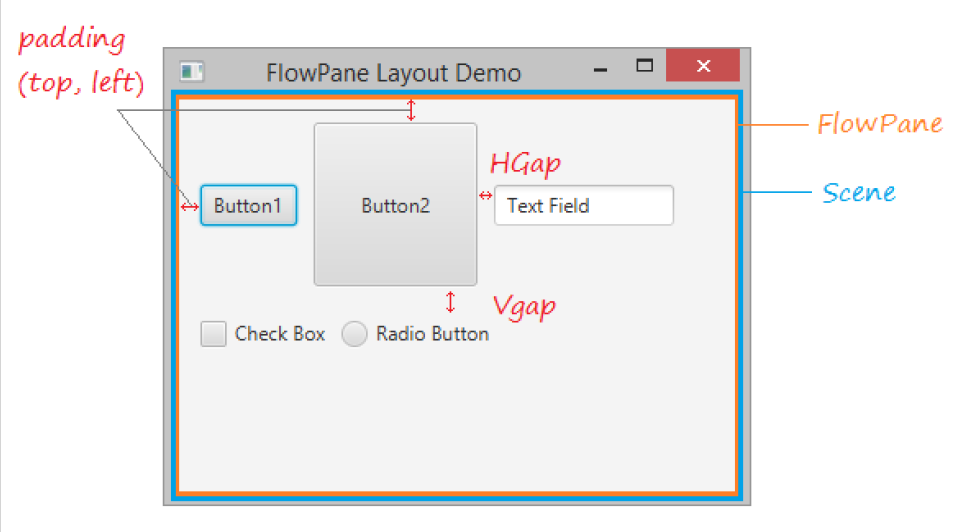 padding
(top, left)
FlowPane Layout Demo
FlowPane
HGap
Scene
Button1
Button2
Text Field
Vgap
Check Box
Radio Button